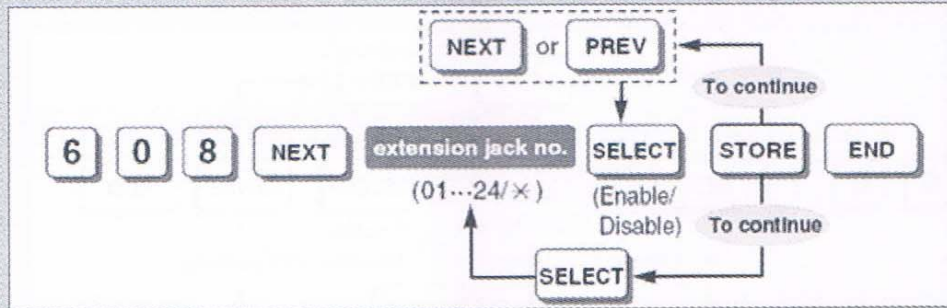 NEXT or PREV
To continue
6 0 8 NEXT extension jack no. SELECT STORE END
(01···24/✕) (Enable/
Disable) To continue
SELECT